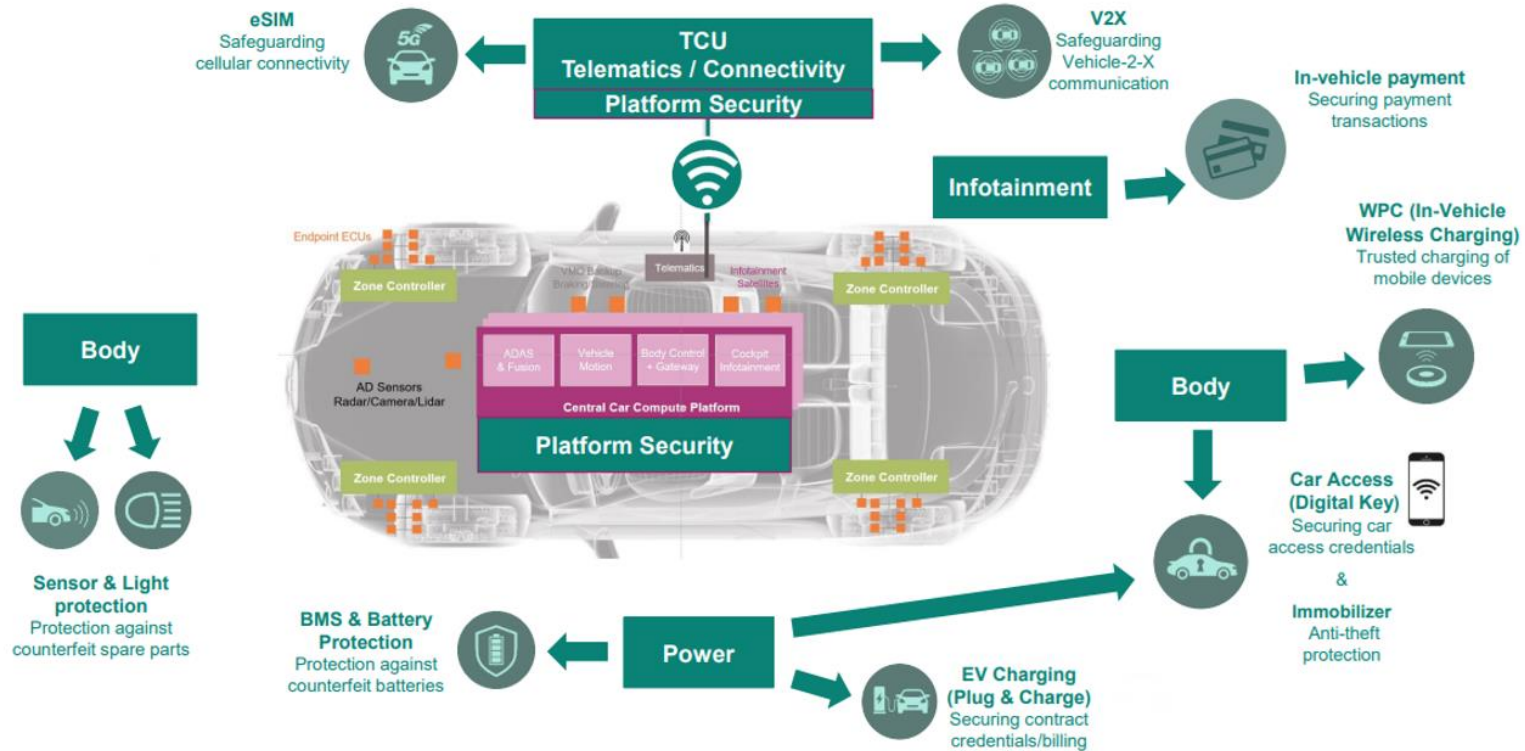 eSIM
Safeguarding
cellular connectivity
5G
TCU
Telematics / Connectivity
Platform Security
V2X
Safeguarding
Vehicle-2-X
communication
In-vehicle payment
Securing payment
transactions
Infotainment
WPC (In-Vehicle
Wireless Charging)
Trusted charging of
mobile devices
Endpoint ECUs
Zone Controller
VMO Backup
Braking/Steering
Telematics
Infotainment
Satellites
Zone Controller
Body
ADAS
& Fusion
Vehicle
Motion
Body Control
+ Gateway
Cockpit
Infotainment
AD Sensors
Radar/Camera/Lidar
Central Car Compute Platform
Platform Security
Zone Controller
Zone Controller
Body
Car Access
(Digital Key)
Securing car
access credentials
&
Immobilizer
Anti-theft
protection
Sensor & Light
protection
Protection against
counterfeit spare parts
BMS & Battery
Protection
Protection against
counterfeit batteries
Power
EV Charging
(Plug & Charge)
Securing contract
credentials/billing